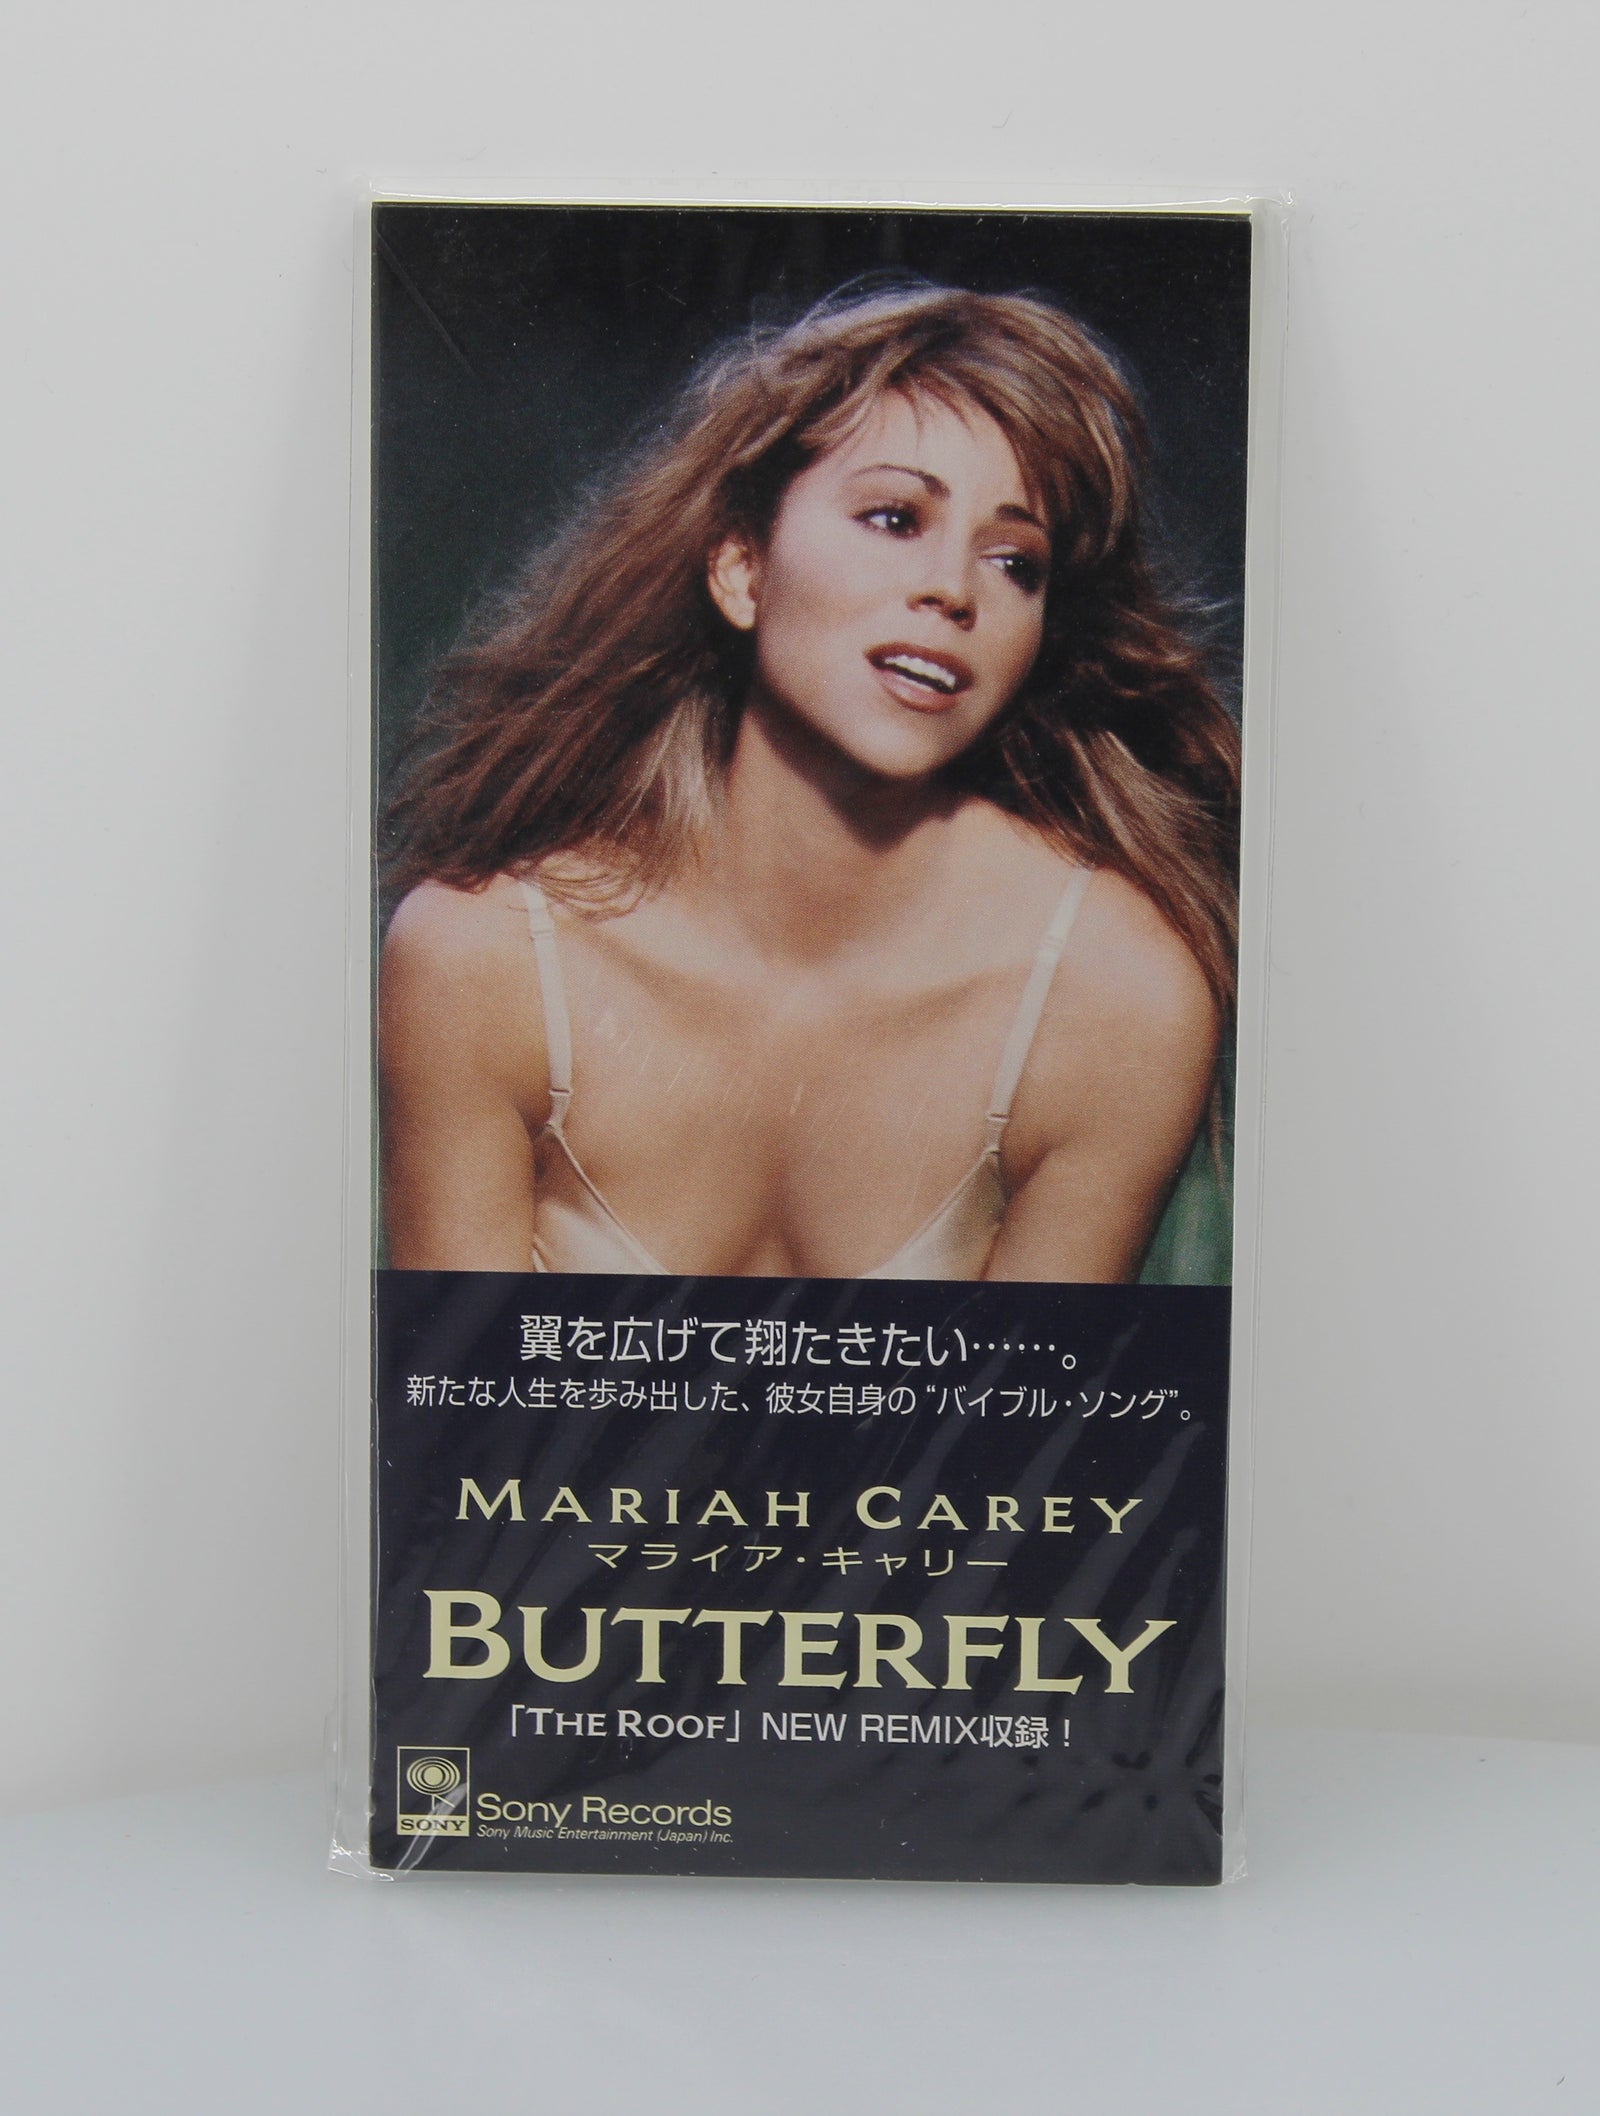 翼を広げて翔たきたい……。
新たな人生を歩み出した、彼女自身の“バイブル・ソング”。
MARIAH CAREY
マライア・キャリー
BUTTERFLY
「THE ROOF」NEW REMIX収録！
SONY
Sony Records
Sony Music Entertainment (Japan) Inc.